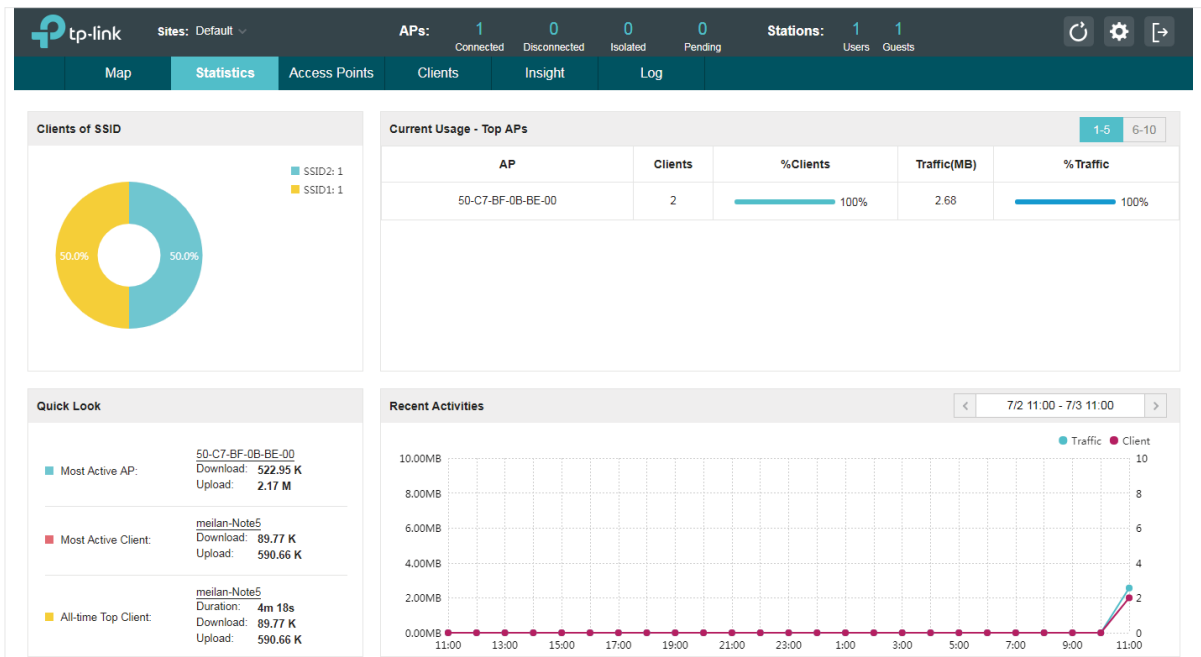 tp-link Sites: Default APs: 1 0 0 0 Stations: 1 1
Connected Disconnected Isolated Pending Users Guests
Map Statistics Access Points Clients Insight Log
Clients of SSID
SSID2: 1
SSID1: 1
50.0% 50.0%
Current Usage - Top APs 1-5 6-10
AP Clients %Clients Traffic(MB) %Traffic
50-C7-BF-0B-BE-00 2 100% 2.68 100%
Quick Look
Most Active AP:
50-C7-BF-0B-BE-00
Download: 522.95 K
Upload: 2.17 M
Most Active Client:
meilan-Note5
Download: 89.77 K
Upload: 590.66 K
All-time Top Client:
meilan-Note5
Duration: 4m 18s
Download: 89.77 K
Upload: 590.66 K
Recent Activities < 7/2 11:00 - 7/3 11:00 >
Traffic Client
10.00MB 10
8.00MB 8
6.00MB 6
4.00MB 4
2.00MB 2
0.00MB 0
11:00 13:00 15:00 17:00 19:00 21:00 23:00 1:00 3:00 5:00 7:00 9:00 11:00